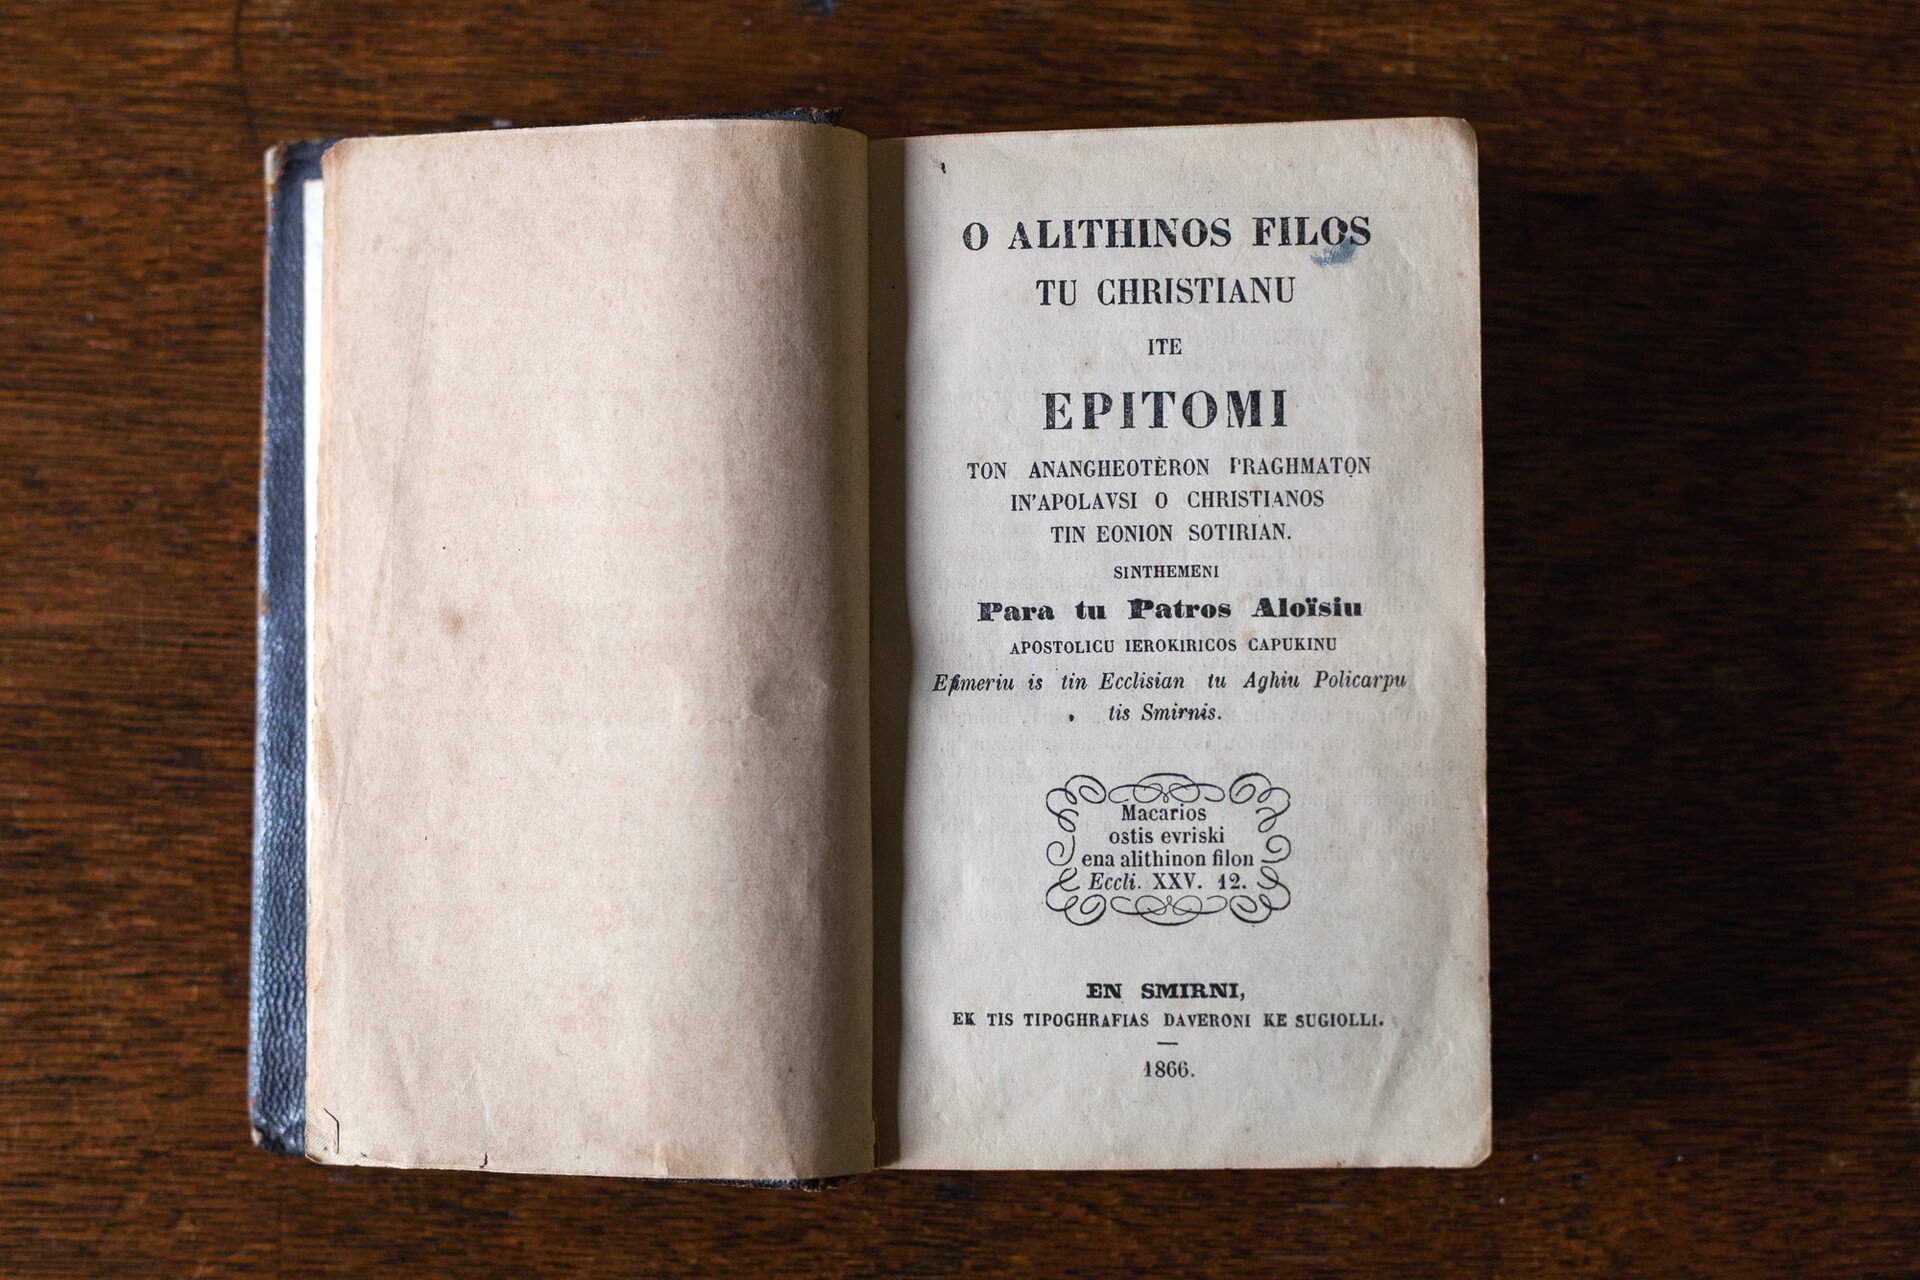 O ALITHINOS FILOS
TU CHRISTIANU
ITE
EPITOMI
TON ANANGHEOTÈRON PRAGHMATON
IN'APOLAVSI O CHRISTIANOS
TIN EONION SOTIRIAN.
SINTHEMENI
Para tu Patros Aloïsiu
APOSTOLICU IEROKIRICOS CAPUKINU
Efimeriu is tin Ecclisian tu Aghiu Policarpu
tis Smirnis.
Macarios
ostis evriski
ena alithinon filon
Eccli. XXV. 12.
EN SMIRNI,
EK TIS TIPOGHRAFIAS DAVERONI KE SUGIOLLI.
1866.